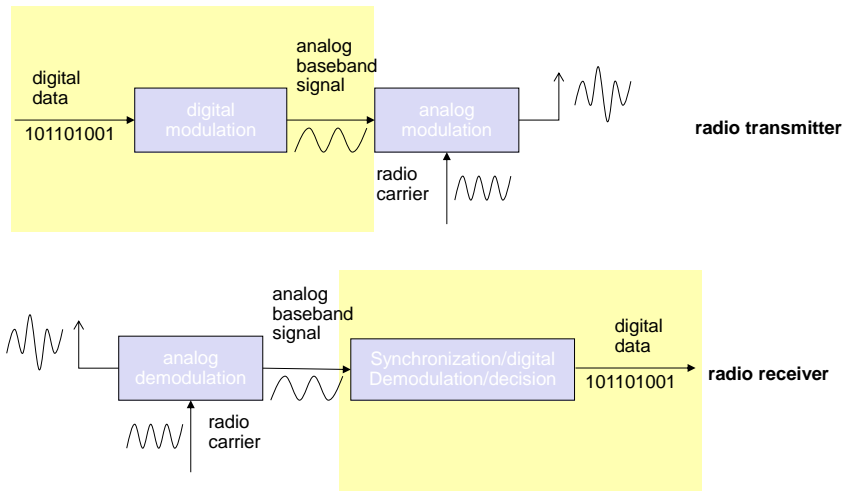 analog
baseband
signal
digital
data
digital
modulation
analog
modulation
101101001
radio
carrier
radio transmitter
analog
baseband
signal
digital
data
analog
demodulation
Synchronization/digital
Demodulation/decision
101101001
radio receiver
radio
carrier